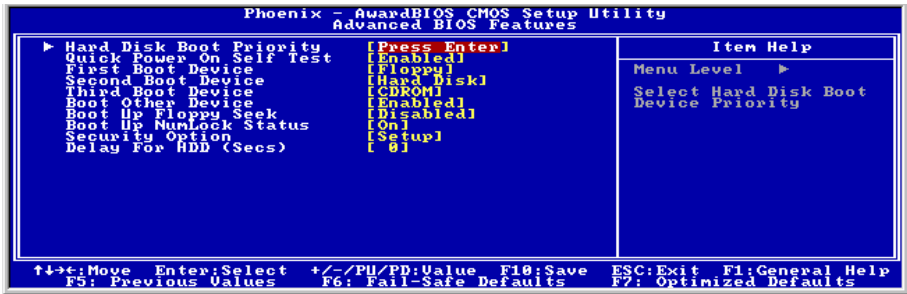 Phoenix - AwardBIOS CMOS Setup Utility
Advanced BIOS Features
▶ Hard Disk Boot Priority [Press Enter]
Quick Power On Self Test [Enabled]
First Boot Device [Floppy]
Second Boot Device [Hard Disk]
Third Boot Device [CDROM]
Boot Other Device [Enabled]
Boot Up Floppy Seek [Disabled]
Boot Up NumLock Status [On]
Security Option [Setup]
Delay For HDD (Secs) [ 0]
Item Help
Menu Level ▶
Select Hard Disk Boot
Device Priority
↑↓→←:Move Enter:Select +/-/PU/PD:Value F10:Save ESC:Exit F1:General Help
F5: Previous Values F6: Fail-Safe Defaults F7: Optimized Defaults